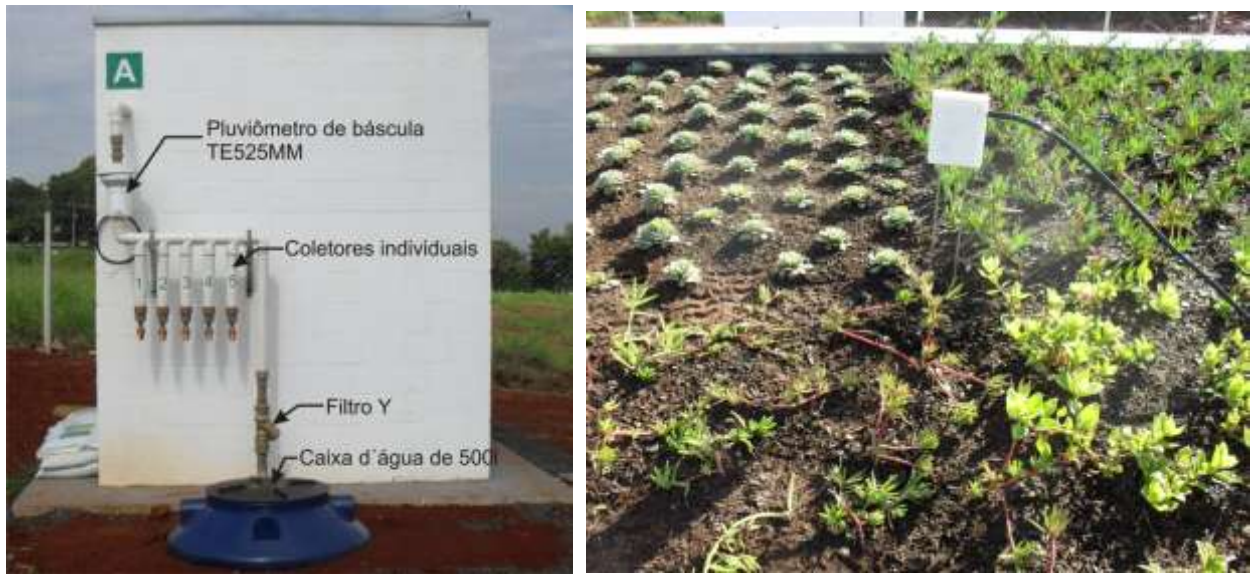 A
Pluviômetro de báscula
TE525MM
Coletores individuais
1 2 3 4 5
Filtro Y
Caixa d´água de 500l